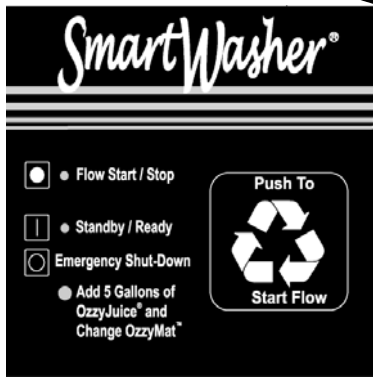 SmartWasher®
Flow Start / Stop
Push To
Standby / Ready
Emergency Shut-Down
Start Flow
Add 5 Gallons of
OzzyJuice® and
Change OzzyMat™